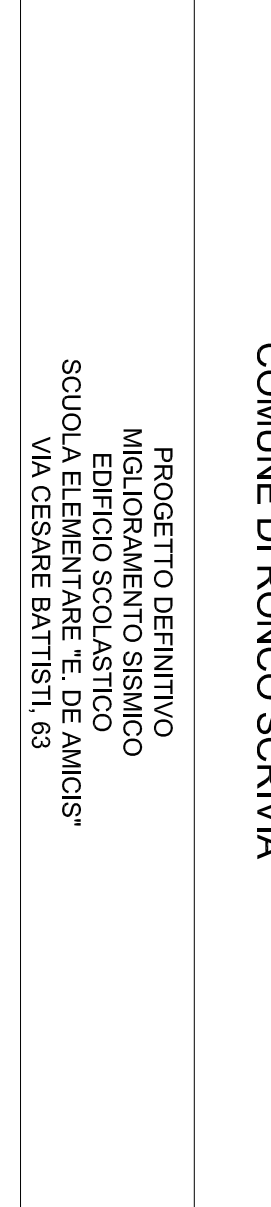 COMUNE DI RONCO SCRIVIA
PROGETTO DEFINITIVO
MIGLIORAMENTO SISMICO
EDIFICIO SCOLASTICO
SCUOLA ELEMENTARE "E. DE AMICIS"
VIA CESARE BATTISTI, 63